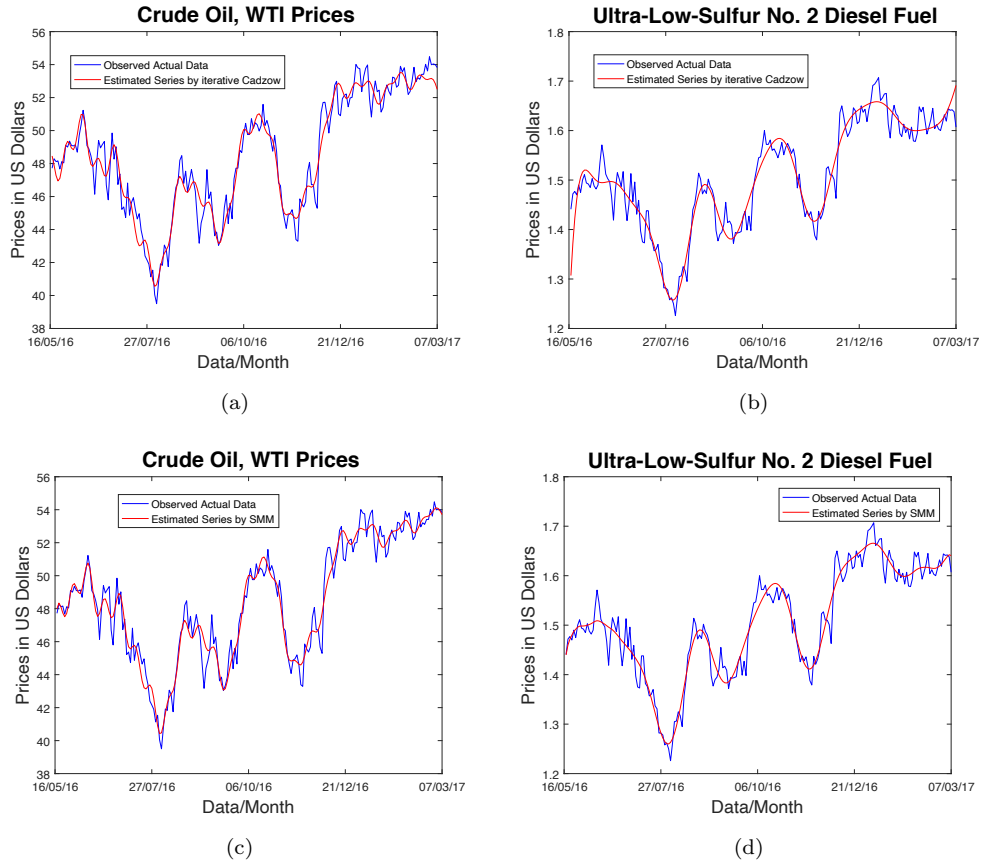 Crude Oil, WTI Prices
56
54
52
50
48
46
44
42
40
38
Prices in US Dollars
Observed Actual Data
Estimated Series by iterative Cadzow
16/05/16 27/07/16 06/10/16 21/12/16 07/03/17
Data/Month
(a)
Ultra-Low-Sulfur No. 2 Diesel Fuel
1.8
1.7
1.6
1.5
1.4
1.3
1.2
Prices in US Dollars
Observed Actual Data
Estimated Series by iterative Cadzow
16/05/16 27/07/16 06/10/16 21/12/16 07/03/17
Data/Month
(b)
Crude Oil, WTI Prices
56
54
52
50
48
46
44
42
40
38
Prices in US Dollars
Observed Actual Data
Estimated Series by SMM
16/05/16 27/07/16 06/10/16 21/12/16 07/03/17
Data/Month
(c)
Ultra-Low-Sulfur No. 2 Diesel Fuel
1.8
1.7
1.6
1.5
1.4
1.3
1.2
Prices in US Dollars
Observed Actual Data
Estimated Series by SMM
16/05/16 27/07/16 06/10/16 21/12/16 07/03/17
Data/Month
(d)